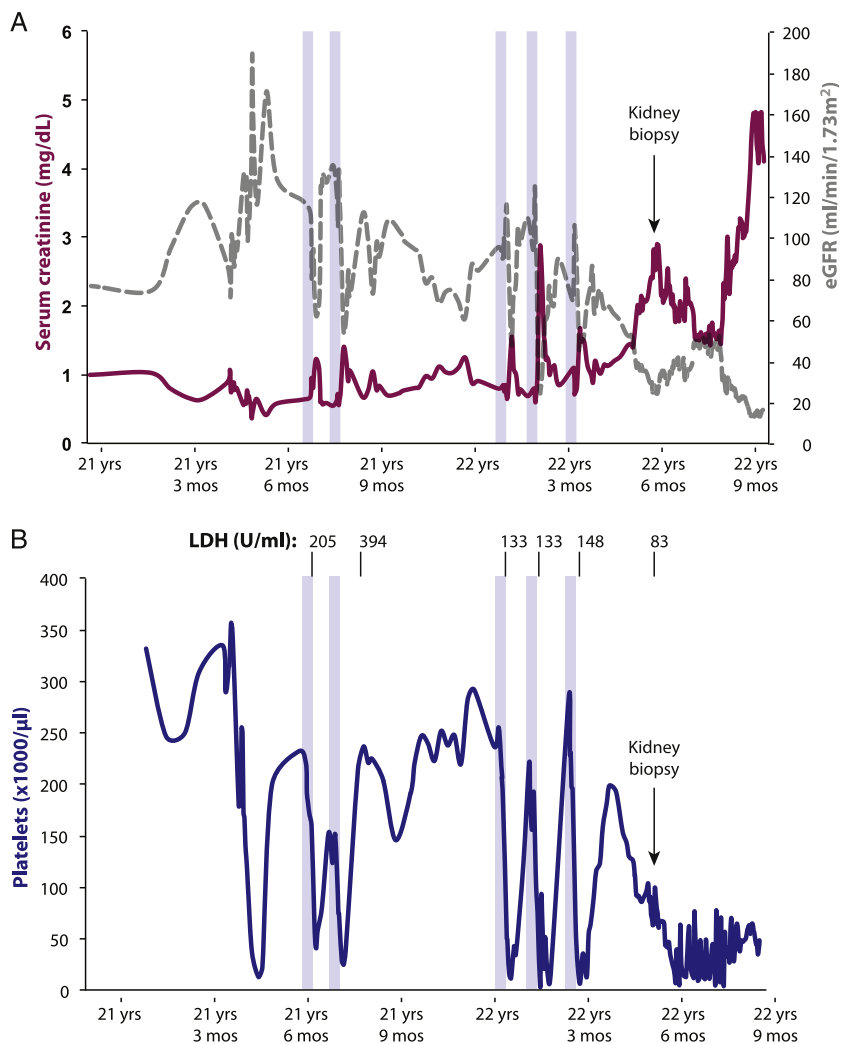 A
Serum creatinine (mg/dL)
6
5
4
3
2
1
0
200
180
160
140
120
100
80
60
40
20
0
eGFR (ml/min/1.73m²)
Kidney
biopsy
21 yrs
21 yrs
3 mos
21 yrs
6 mos
21 yrs
9 mos
22 yrs
22 yrs
3 mos
22 yrs
6 mos
22 yrs
9 mos
B
LDH (U/ml):
205
394
133
133
148
83
Platelets (x1000/µl)
400
350
300
250
200
150
100
50
0
Kidney
biopsy
21 yrs
21 yrs
3 mos
21 yrs
6 mos
21 yrs
9 mos
22 yrs
22 yrs
3 mos
22 yrs
6 mos
22 yrs
9 mos